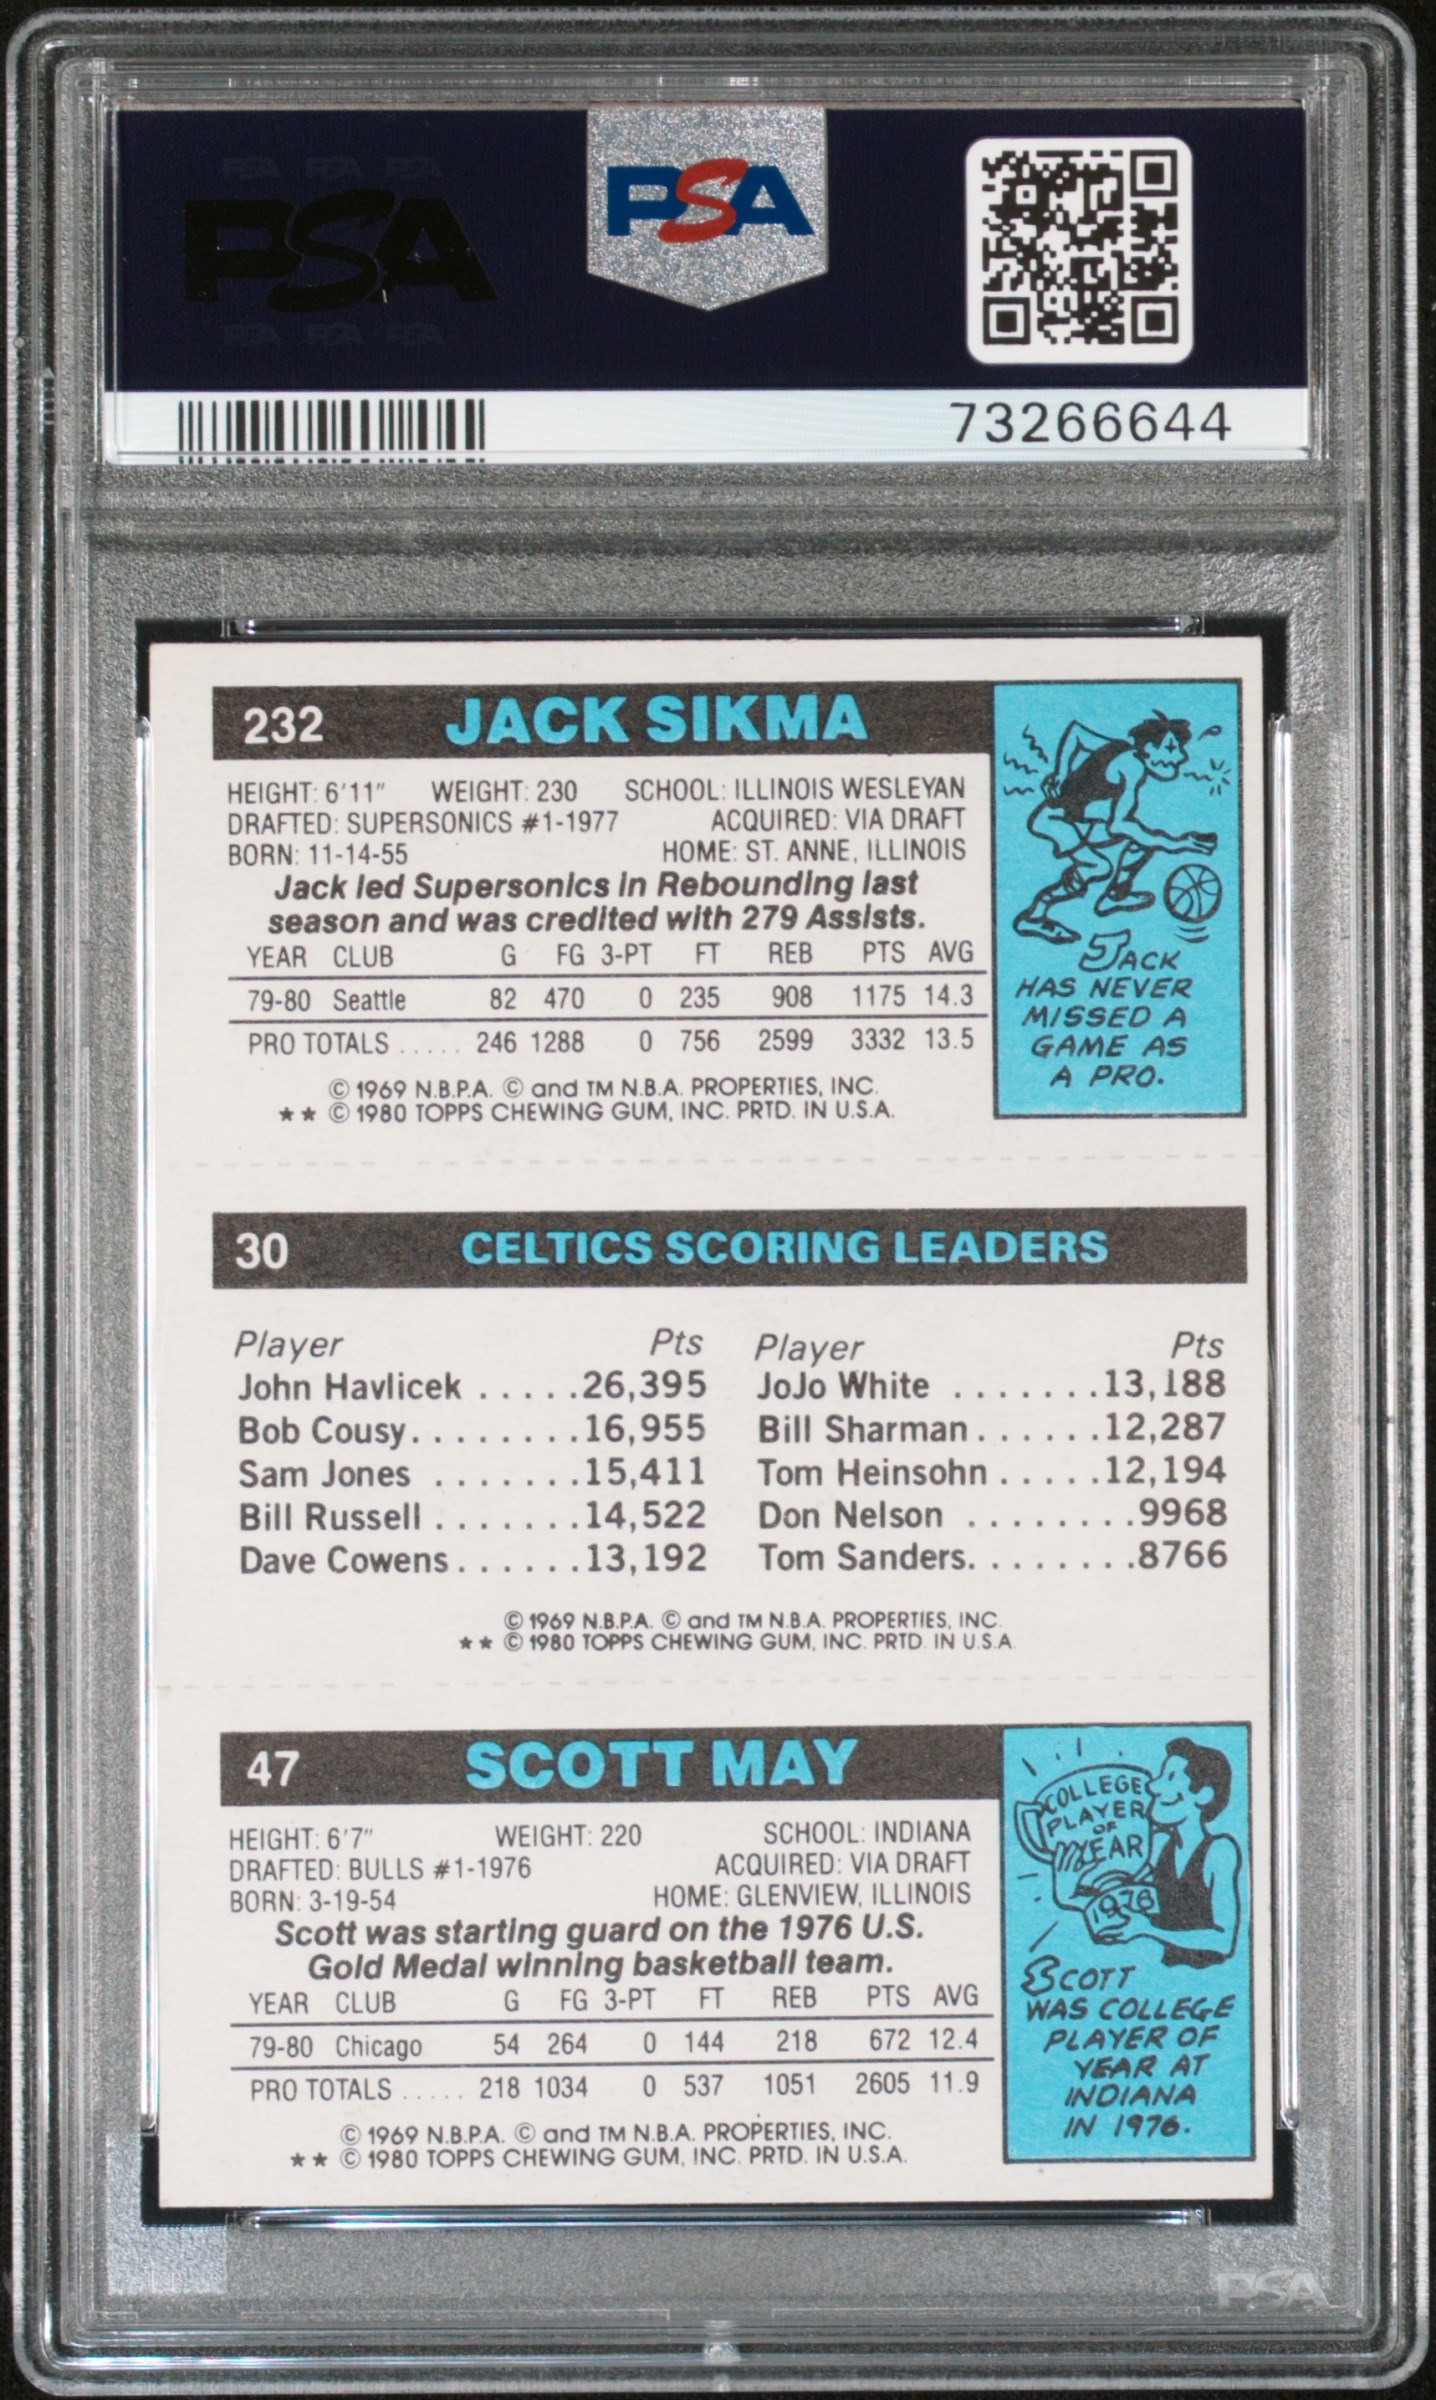 PSA PSA PSA
PSA
PSA PSA PSA
PSA
73266644
232 JACK SIKMA
HEIGHT: 6'11" WEIGHT: 230 SCHOOL: ILLINOIS WESLEYAN
DRAFTED: SUPERSONICS #1-1977 ACQUIRED: VIA DRAFT
BORN: 11-14-55 HOME: ST. ANNE, ILLINOIS
Jack led Supersonics in Rebounding last
season and was credited with 279 Assists.
YEAR CLUB G FG 3-PT FT REB PTS AVG
79-80 Seattle 82 470 0 235 908 1175 14.3
PRO TOTALS ..... 246 1288 0 756 2599 3332 13.5
© 1969 N.B.P.A. © and TM N.B.A. PROPERTIES, INC.
★★ © 1980 TOPPS CHEWING GUM, INC. PRTD. IN U.S.A.
JACK
HAS NEVER
MISSED A
GAME AS
A PRO.
30 CELTICS SCORING LEADERS
Player Pts Player Pts
John Havlicek .....26,395 JoJo White .......13,188
Bob Cousy........16,955 Bill Sharman......12,287
Sam Jones .......15,411 Tom Heinsohn.....12,194
Bill Russell.......14,522 Don Nelson ........9968
Dave Cowens......13,192 Tom Sanders........8766
© 1969 N.B.P.A. © and TM N.B.A. PROPERTIES, INC.
★★ © 1980 TOPPS CHEWING GUM, INC. PRTD. IN U.S.A.
47 SCOTT MAY
HEIGHT: 6'7" WEIGHT: 220 SCHOOL: INDIANA
DRAFTED: BULLS #1-1976 ACQUIRED: VIA DRAFT
BORN: 3-19-54 HOME: GLENVIEW, ILLINOIS
Scott was starting guard on the 1976 U.S.
Gold Medal winning basketball team.
YEAR CLUB G FG 3-PT FT REB PTS AVG
79-80 Chicago 54 264 0 144 218 672 12.4
PRO TOTALS ..... 218 1034 0 537 1051 2605 11.9
© 1969 N.B.P.A. © and TM N.B.A. PROPERTIES, INC.
★★ © 1980 TOPPS CHEWING GUM, INC. PRTD. IN U.S.A.
COLLEGE
PLAYER
OF
YEAR
1976
SCOTT
WAS COLLEGE
PLAYER OF
YEAR AT
INDIANA
IN 1976.
PSA